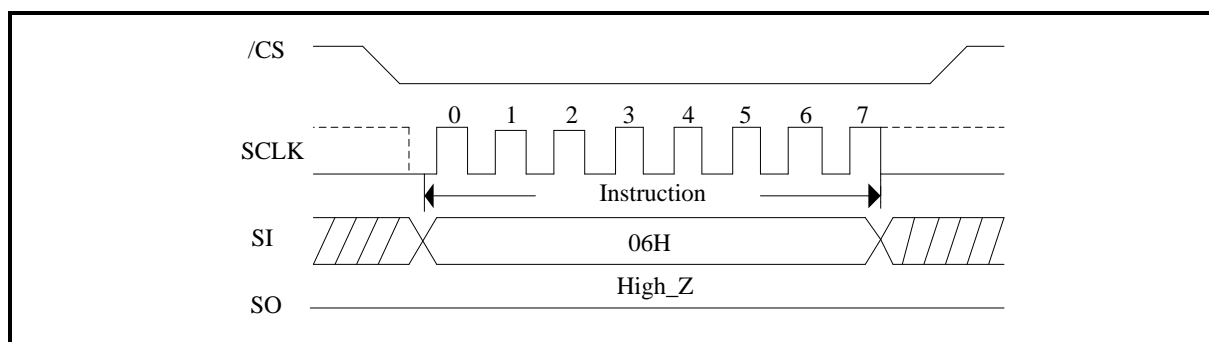 /CS
0 1 2 3 4 5 6 7
SCLK
Instruction
SI
06H
High_Z
SO